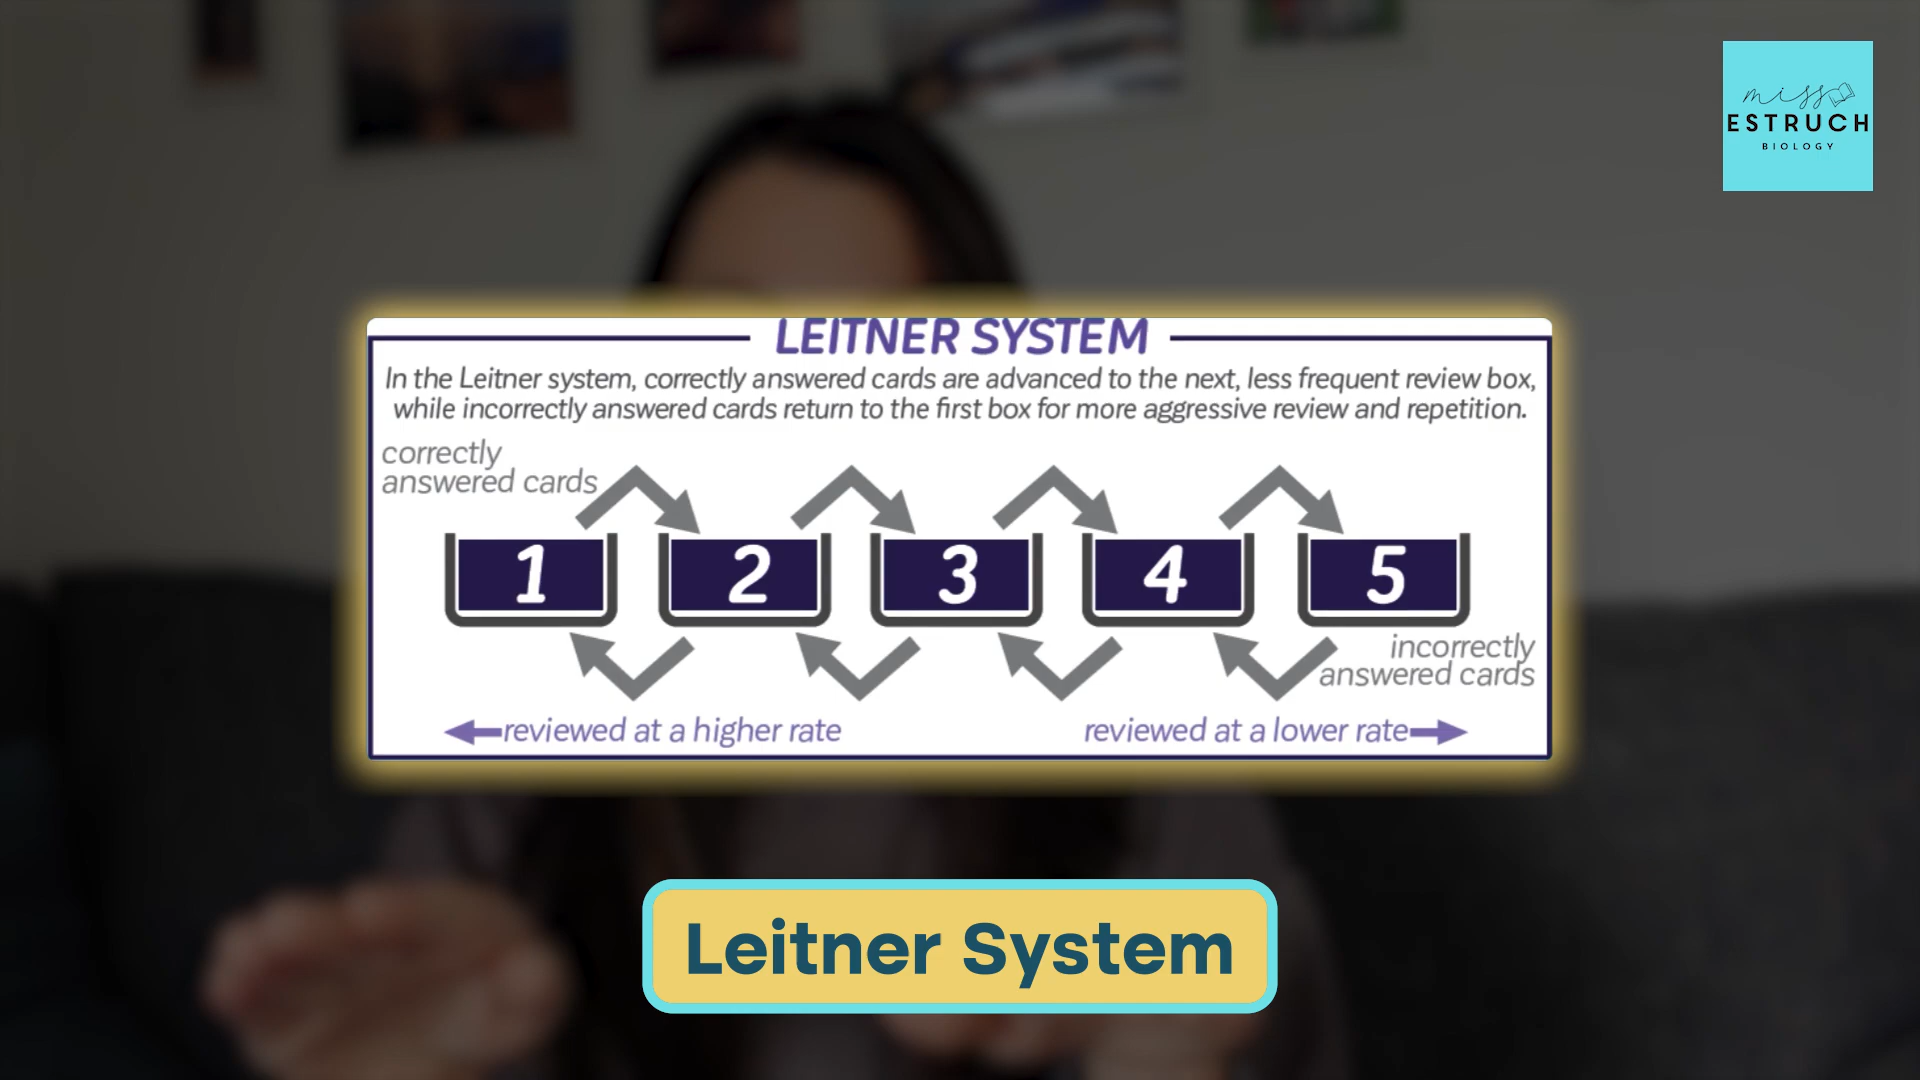 miss
ESTRUCH
BIOLOGY
LEITNER SYSTEM
In the Leitner system, correctly answered cards are advanced to the next, less frequent review box,
while incorrectly answered cards return to the first box for more aggressive review and repetition.
correctly
answered cards
1 2 3 4 5
incorrectly
answered cards
reviewed at a higher rate reviewed at a lower rate
Leitner System